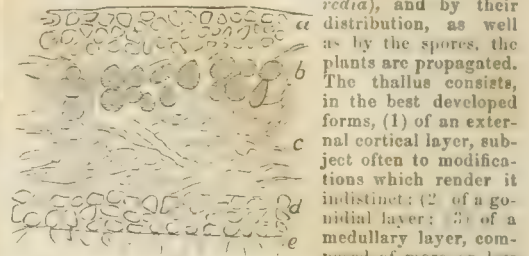 redia), and by their
a distribution, as well
as by the spores, the
b plants are propagated.
The thallus consists,
in the best developed
forms, (1) of an exter-
c nal cortical layer, sub-
ject often to modifica-
tions which render it
indistinct: (2 of a go-
d nidial layer: 3) of a
medullary layer, com-
e